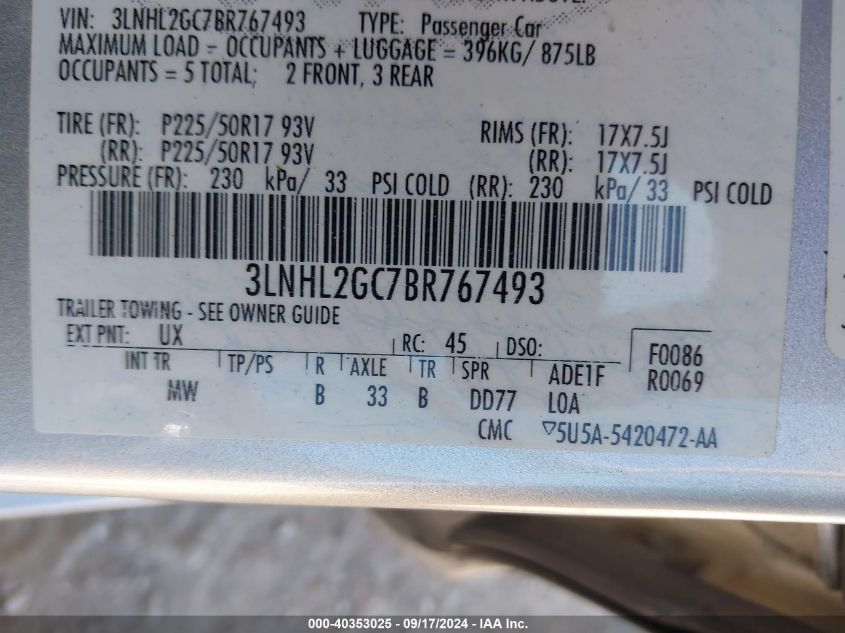 VIN: 3LNHL2GC7BR767493 TYPE: Passenger Car
MAXIMUM LOAD = OCCUPANTS + LUGGAGE = 396KG/ 875LB
OCCUPANTS = 5 TOTAL; 2 FRONT, 3 REAR
TIRE (FR): P225/50R17 93V RIMS (FR): 17X7.5J
(RR): P225/50R17 93V (RR): 17X7.5J
PRESSURE (FR): 230 kPa/ 33 PSI COLD (RR): 230 kPa/ 33 PSI COLD
3LNHL2GC7BR767493
TRAILER TOWING - SEE OWNER GUIDE
EXT PNT: UX RC: 45 DSO: F0086
INT TR TP/PS R AXLE TR SPR ADE1F R0069
MW B 33 B DD77 LOA
CMC ▽5U5A-5420472-AA
000-40353025 - 09/17/2024 - IAA Inc.